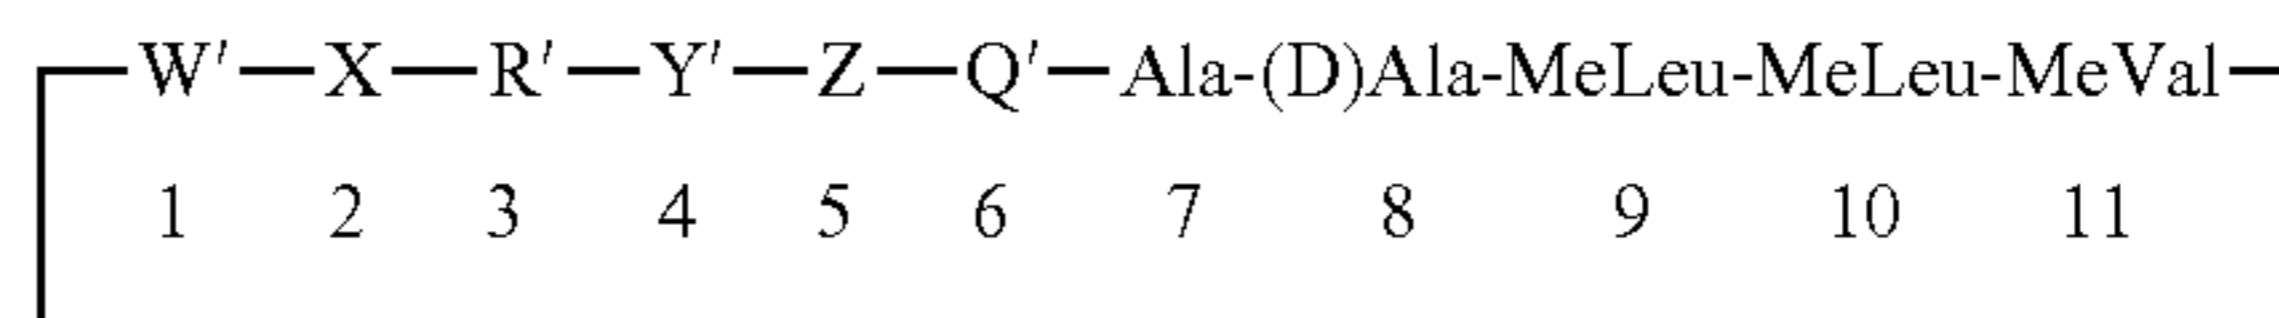 W′—X—R′—Y′—Z—Q′—Ala-(D)Ala-MeLeu-MeLeu-MeVal—
1 2 3 4 5 6 7 8 9 10 11